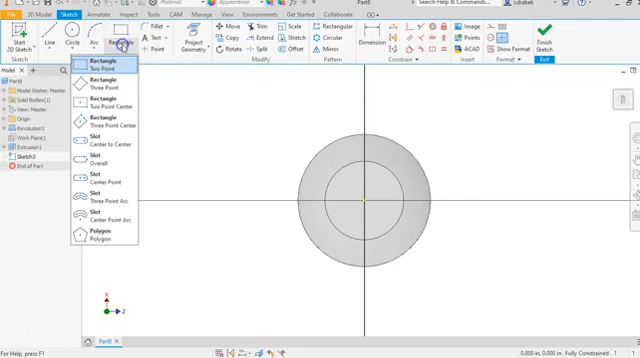 Appearance
Part8
cdrabek
File
3D Model
Sketch
Annotate
Inspect
Tools
Manage
View
Environments
Get Started
Vault
Collaborate
Start
2D Sketch
Line
Circle
Arc
Rectangle
Fillet
Text
Point
Project
Geometry
Move
Copy
Rotate
Trim
Extend
Split
Scale
Stretch
Offset
Rectangular
Circular
Mirror
Dimension
Image
Points
ACAD
Show Format
Finish
Sketch
Sketch
Modify
Pattern
Constrain
Insert
Format
Exit
Model
Part8
Model States: Master
Solid Bodies(1)
View: Master
Origin
Revolution1
Work Plane1
Extrusion1
Sketch3
End of Part
Rectangle
Two Point
Rectangle
Three Point
Rectangle
Two Point Center
Rectangle
Three Point Center
Slot
Center to Center
Slot
Overall
Slot
Center Point
Slot
Three Point Arc
Slot
Center Point Arc
Polygon
Polygon
X
Z
Part8
For Help, press F1
0.000 in, 0.000 in
Fully Constrained
1
1